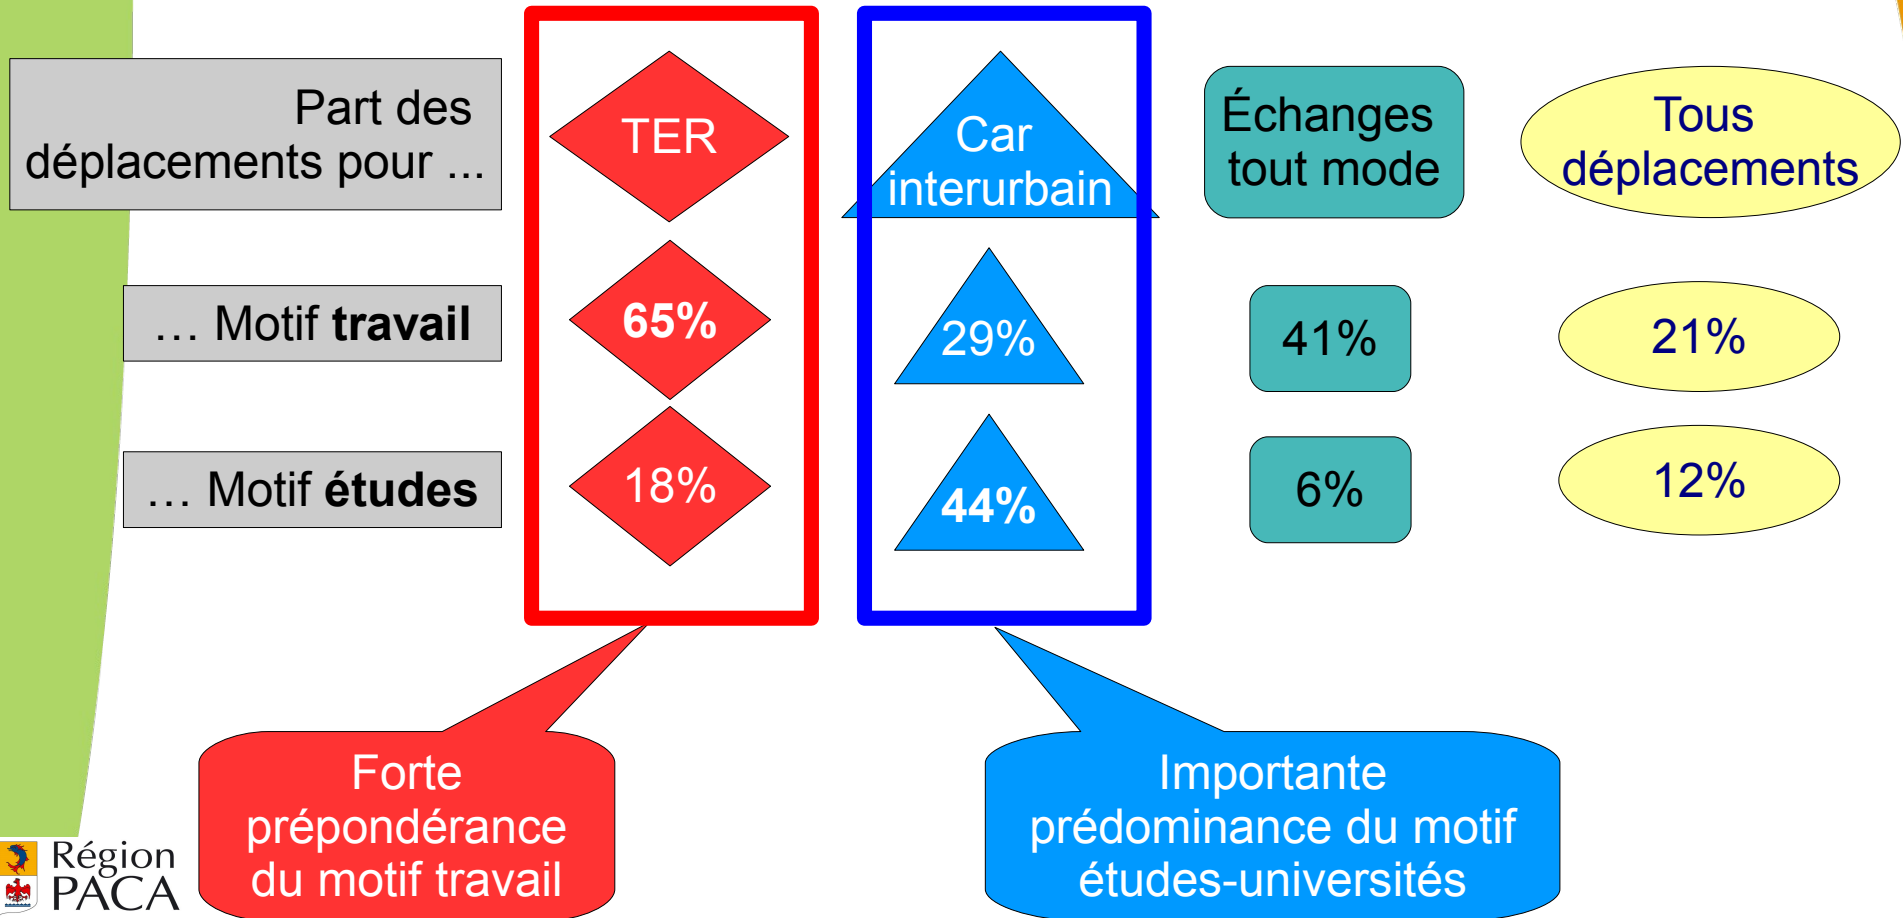 Part des
déplacements pour ...
TER
Car
interurbain
Échanges
tout mode
Tous
déplacements
… Motif travail
65%
29%
41%
21%
… Motif études
18%
44%
6%
12%
Forte
prépondérance
du motif travail
Importante
prédominance du motif
études-universités
Région
PACA